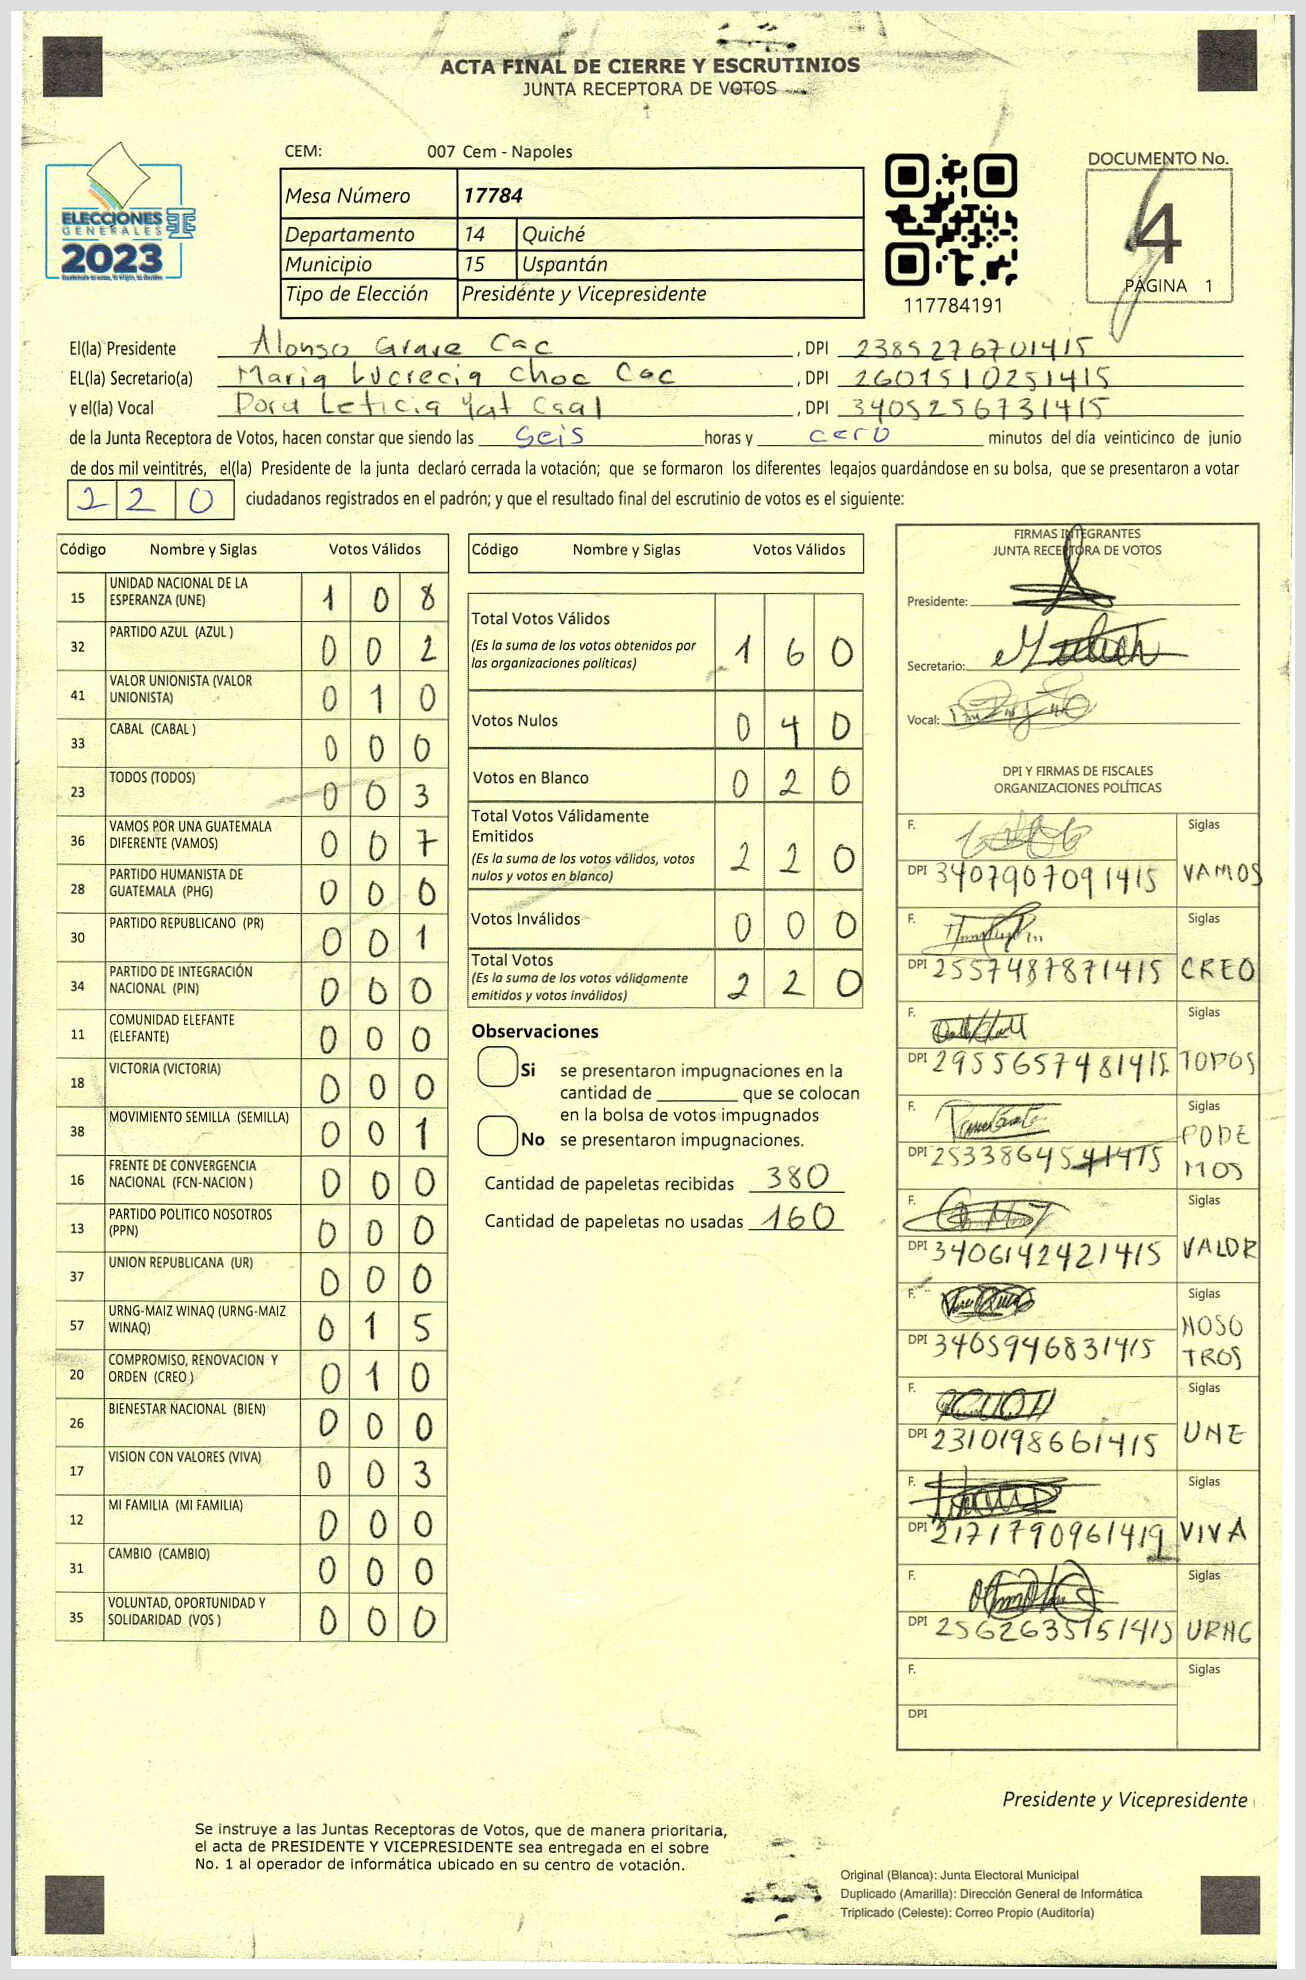 ACTA FINAL DE CIERRE Y ESCRUTINIOS
JUNTA RECEPTORA DE VOTOS
CEM: 007 Cem - Napoles
DOCUMENTO No.
4
PÁGINA 1
ELECCIONES
GENERALES
2023
Mesa Número 17784
Departamento 14 Quiché
Municipio 15 Uspantán
Tipo de Elección Presidente y Vicepresidente
117784191
El(la) Presidente Alonso Grave Cac , DPI 2385276701415
EL(la) Secretario(a) Maria Lucrecia Choc Cac , DPI 2601510251415
y el(la) Vocal Dora Leticia Yat Caal , DPI 3405256731415
de la Junta Receptora de Votos, hacen constar que siendo las seis horas y cero minutos del día veinticinco de junio
de dos mil veintitrés, el(la) Presidente de la junta declaró cerrada la votación; que se formaron los diferentes legajos guardándose en su bolsa, que se presentaron a votar
220 ciudadanos registrados en el padrón; y que el resultado final del escrutinio de votos es el siguiente:
Código Nombre y Siglas Votos Válidos
15 UNIDAD NACIONAL DE LA ESPERANZA (UNE) 1 0 8
32 PARTIDO AZUL (AZUL ) 0 0 2
41 VALOR UNIONISTA (VALOR UNIONISTA) 0 1 0
33 CABAL (CABAL ) 0 0 0
23 TODOS (TODOS) 0 0 3
36 VAMOS POR UNA GUATEMALA DIFERENTE (VAMOS) 0 0 7
28 PARTIDO HUMANISTA DE GUATEMALA (PHG) 0 0 0
30 PARTIDO REPUBLICANO (PR) 0 0 1
34 PARTIDO DE INTEGRACIÓN NACIONAL (PIN) 0 0 0
11 COMUNIDAD ELEFANTE (ELEFANTE) 0 0 0
18 VICTORIA (VICTORIA) 0 0 0
38 MOVIMIENTO SEMILLA (SEMILLA) 0 0 1
16 FRENTE DE CONVERGENCIA NACIONAL (FCN-NACION ) 0 0 0
13 PARTIDO POLITICO NOSOTROS (PPN) 0 0 0
37 UNION REPUBLICANA (UR) 0 0 0
57 URNG-MAIZ WINAQ (URNG-MAIZ WINAQ) 0 1 5
20 COMPROMISO, RENOVACION Y ORDEN (CREO ) 0 1 0
26 BIENESTAR NACIONAL (BIEN) 0 0 0
17 VISION CON VALORES (VIVA) 0 0 3
12 MI FAMILIA (MI FAMILIA) 0 0 0
31 CAMBIO (CAMBIO) 0 0 0
35 VOLUNTAD, OPORTUNIDAD Y SOLIDARIDAD (VOS ) 0 0 0
Código Nombre y Siglas Votos Válidos
Total Votos Válidos
(Es la suma de los votos obtenidos por
las organizaciones políticas) 1 6 0
Votos Nulos 0 4 0
Votos en Blanco 0 2 0
Total Votos Válidamente
Emitidos
(Es la suma de los votos válidos, votos
nulos y votos en blanco) 2 2 0
Votos Inválidos 0 0 0
Total Votos
(Es la suma de los votos válidamente
emitidos y votos inválidos) 2 2 0
Observaciones
Si se presentaron impugnaciones en la
cantidad de ________ que se colocan
en la bolsa de votos impugnados
No se presentaron impugnaciones.
Cantidad de papeletas recibidas 380
Cantidad de papeletas no usadas 160
FIRMAS INTEGRANTES
JUNTA RECEPTORA DE VOTOS
Presidente:
Secretario:
Vocal:
DPI Y FIRMAS DE FISCALES
ORGANIZACIONES POLÍTICAS
F. Siglas
DPI 3407907091415 VAMOS
F. Siglas
DPI 2557487871415 CREO
F. Siglas
DPI 2955657481415 TODOS
F. Siglas
DPI PODE
MOS
F. Siglas
DPI 3406142421415 VALOR
F. Siglas
DPI 3405946831415 NOSO
TROS
F. Siglas
DPI 2310198661415 UNE
F. Siglas
DPI 2171790961419 VIVA
F. Siglas
DPI 2562635151415 URNG
F. Siglas
DPI
Presidente y Vicepresidente
Se instruye a las Juntas Receptoras de Votos, que de manera prioritaria,
el acta de PRESIDENTE Y VICEPRESIDENTE sea entregada en el sobre
No. 1 al operador de informática ubicado en su centro de votación.
Original (Blanca): Junta Electoral Municipal
Duplicado (Amarilla): Dirección General de Informática
Triplicado (Celeste): Correo Propio (Auditoría)